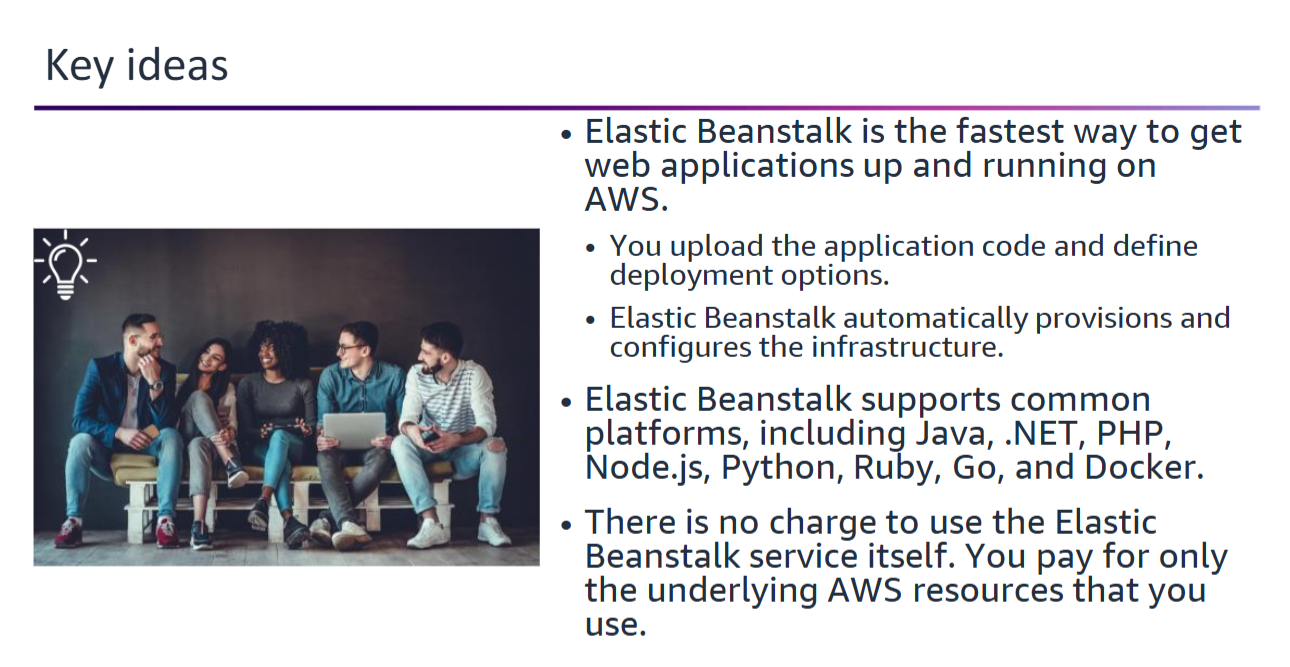 Key ideas
• Elastic Beanstalk is the fastest way to get
web applications up and running on
AWS.
• You upload the application code and define
deployment options.
• Elastic Beanstalk automatically provisions and
configures the infrastructure.
• Elastic Beanstalk supports common
platforms, including Java, .NET, PHP,
Node.js, Python, Ruby, Go, and Docker.
• There is no charge to use the Elastic
Beanstalk service itself. You pay for only
the underlying AWS resources that you
use.